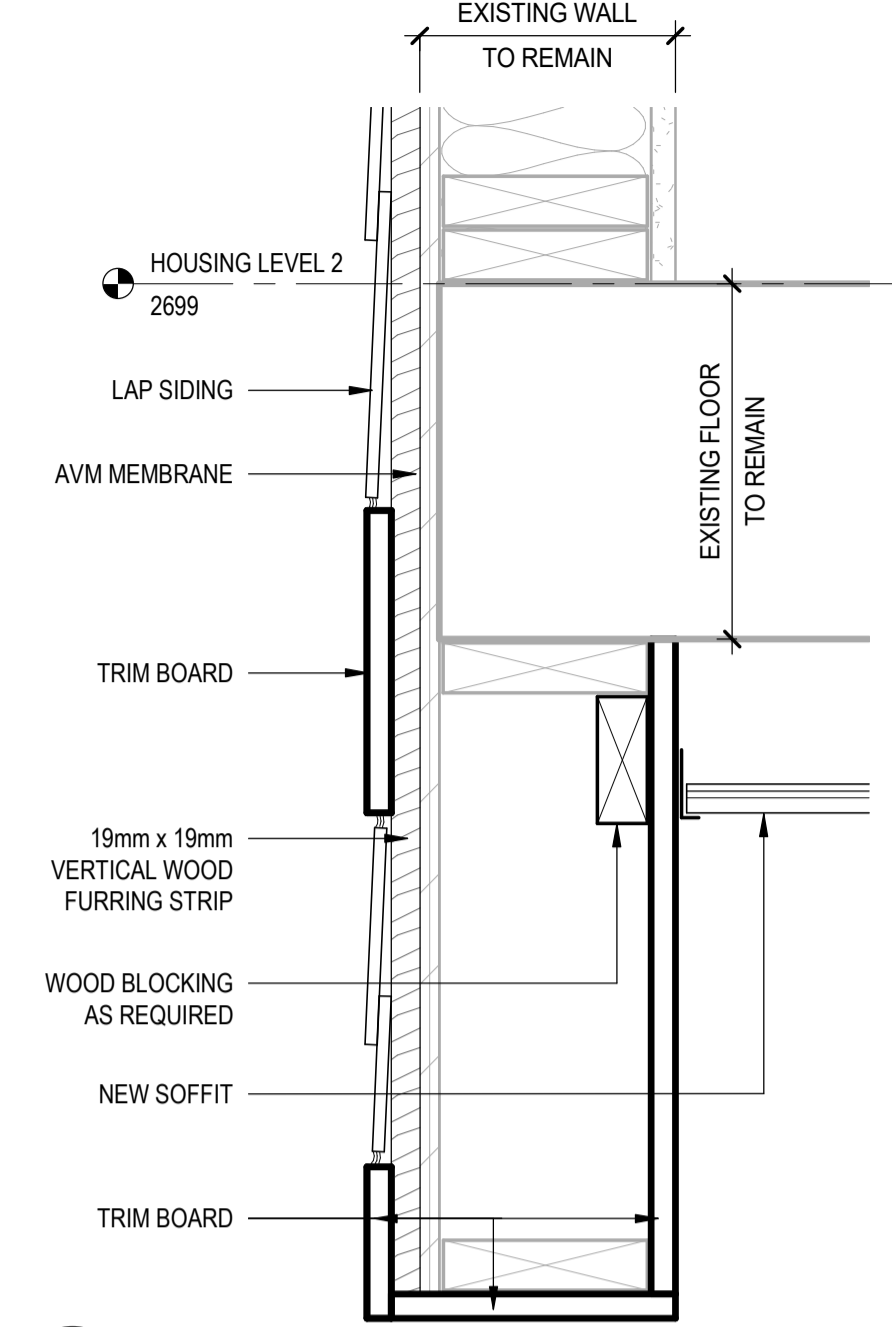 EXISTING WALL
TO REMAIN
HOUSING LEVEL 2
2699
LAP SIDING
AVM MEMBRANE
EXISTING FLOOR
TO REMAIN
TRIM BOARD
19mm x 19mm
VERTICAL WOOD
FURRING STRIP
WOOD BLOCKING
AS REQUIRED
NEW SOFFIT
TRIM BOARD